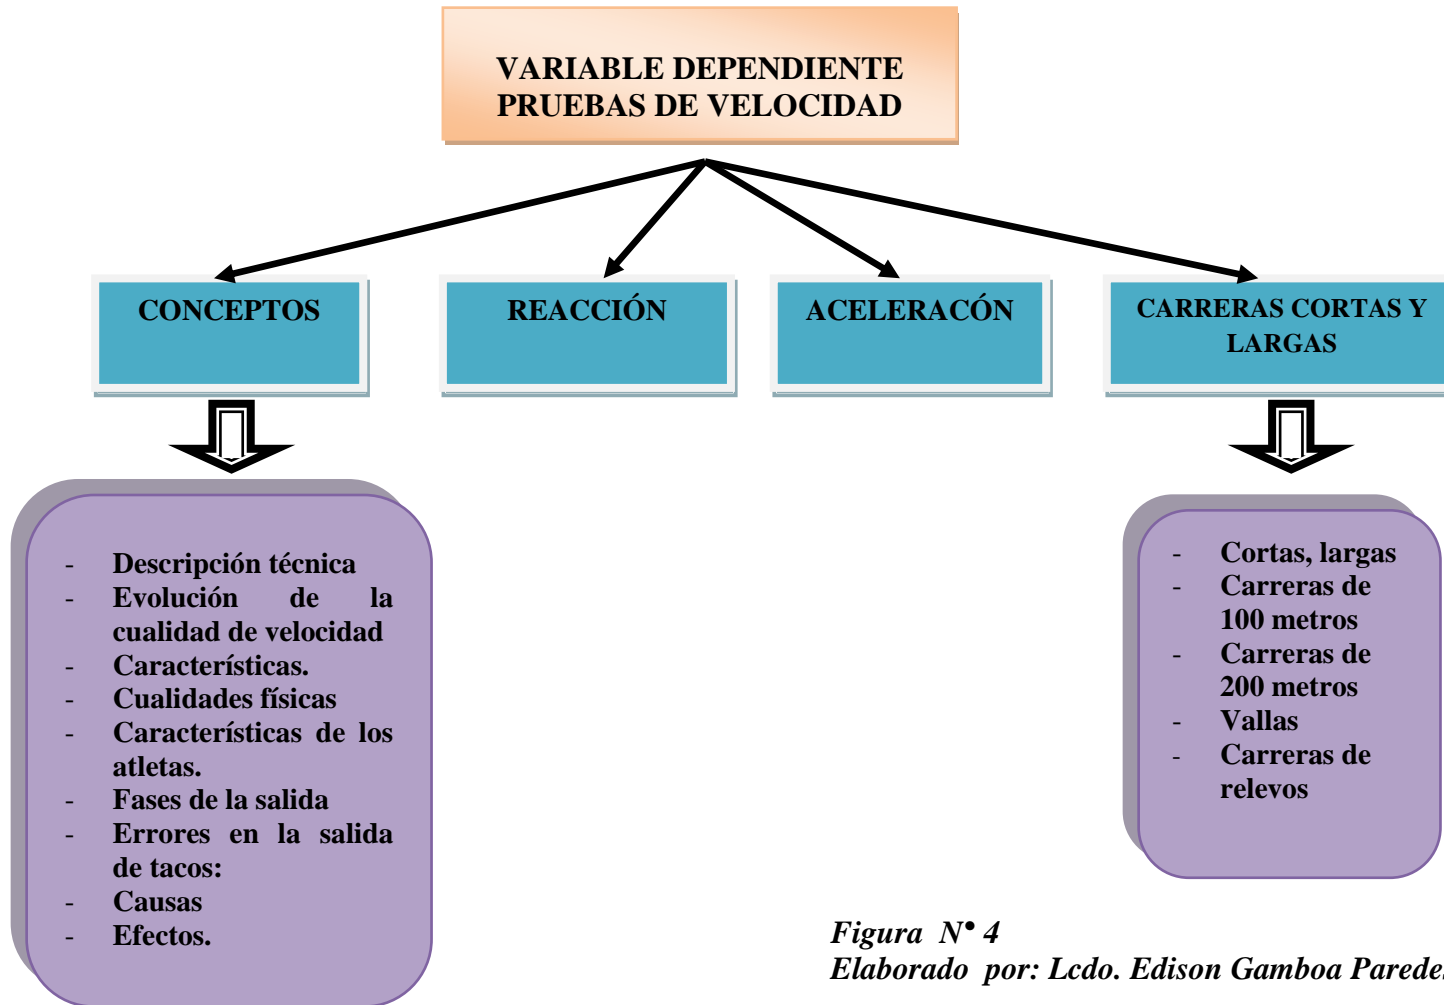 VARIABLE DEPENDIENTE
PRUEBAS DE VELOCIDAD
CONCEPTOS
REACCIÓN
ACELERACÓN
CARRERAS CORTAS Y
LARGAS
- Descripción técnica
- Evolución de la
cualidad de velocidad
- Características.
- Cualidades físicas
- Características de los
atletas.
- Fases de la salida
- Errores en la salida
de tacos:
- Causas
- Efectos.
- Cortas, largas
- Carreras de
100 metros
- Carreras de
200 metros
- Vallas
- Carreras de
relevos
Figura N• 4
Elaborado por: Lcdo. Edison Gamboa Paredes